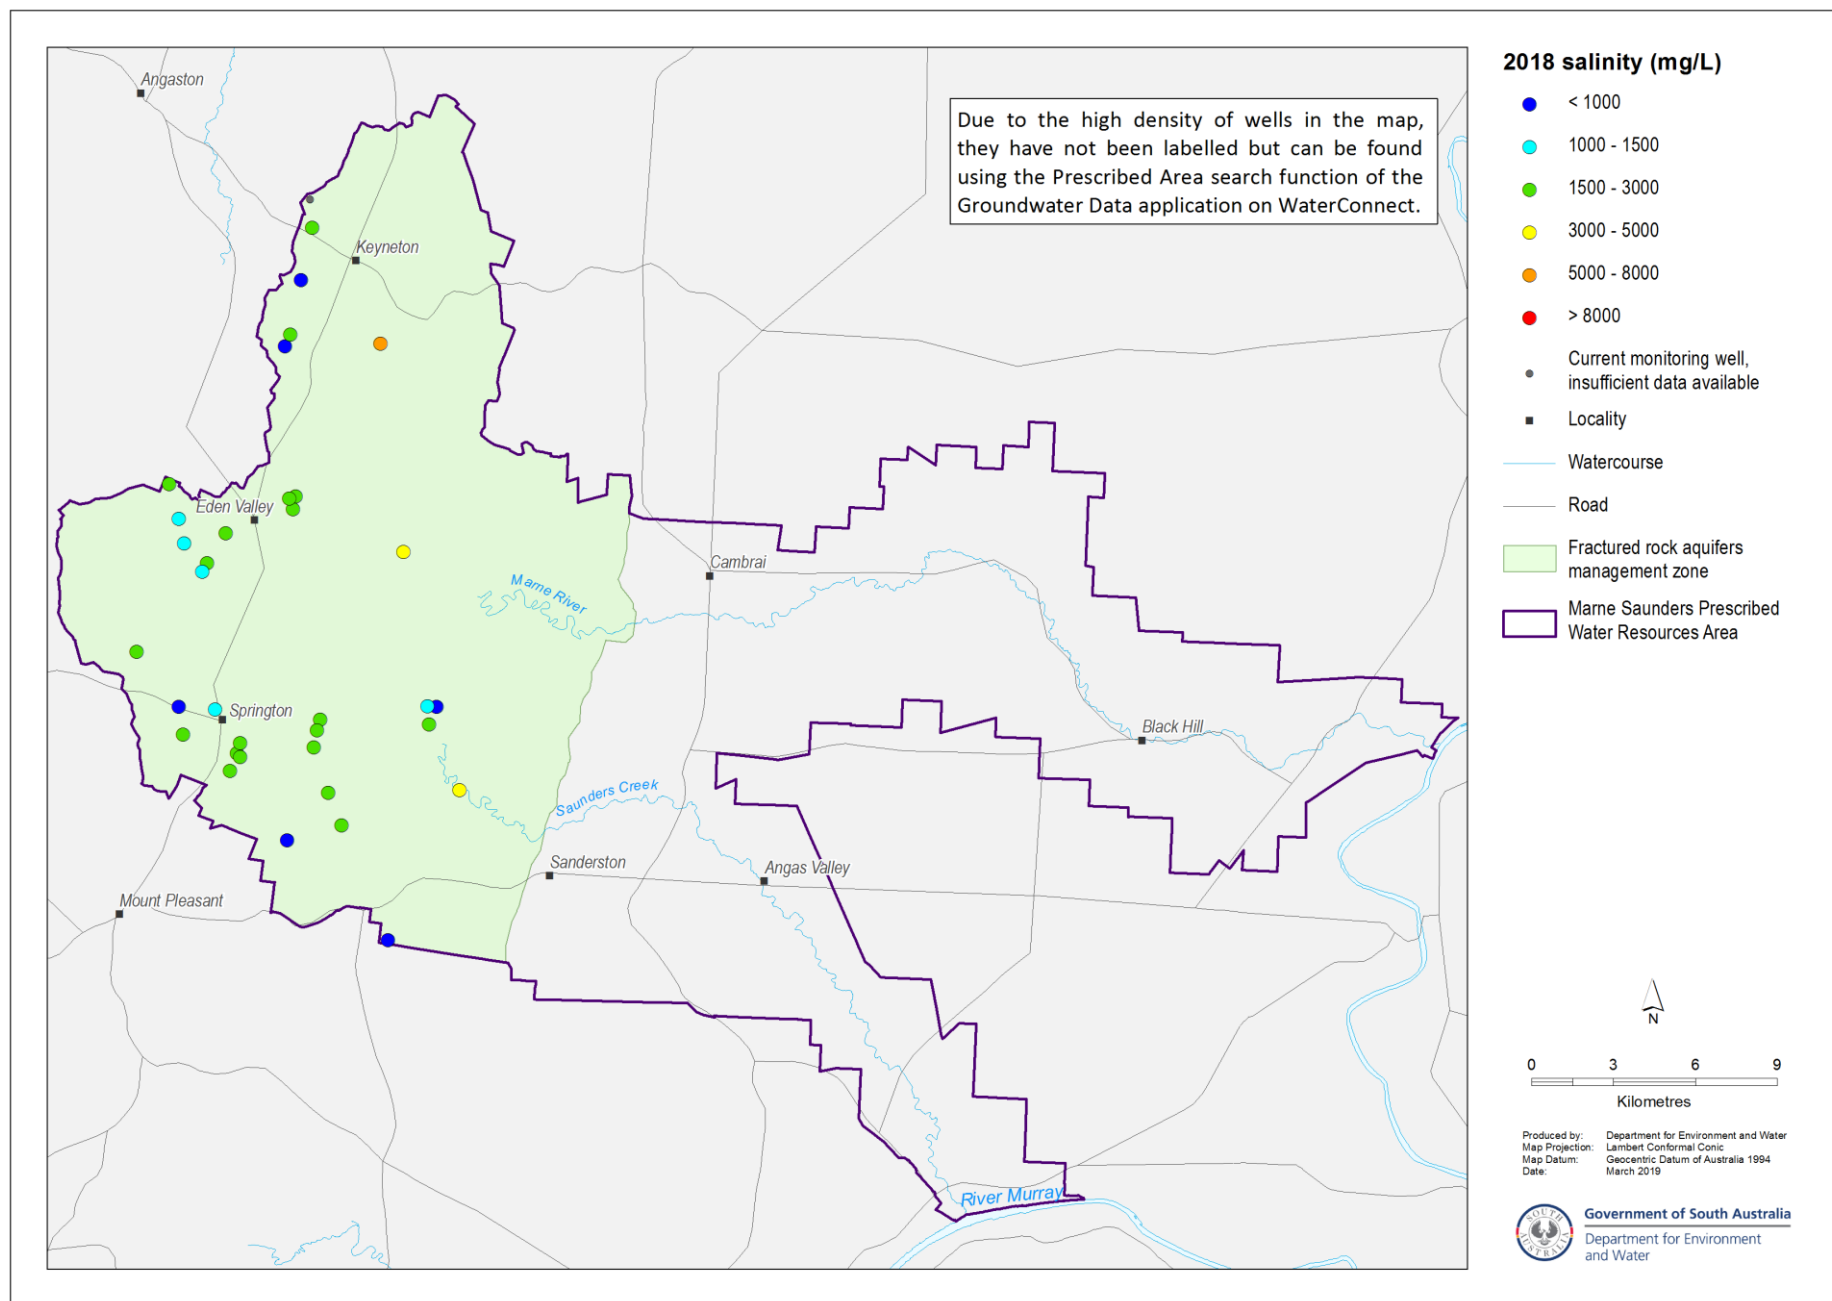 Angaston
Due to the high density of wells in the map,
they have not been labelled but can be found
using the Prescribed Area search function of the
Groundwater Data application on WaterConnect.
Keyneton
Eden Valley
Marne River
Cambrai
Springton
Black Hill
Saunders Creek
Sanderston
Angas Valley
Mount Pleasant
River Murray
2018 salinity (mg/L)
< 1000
1000 - 1500
1500 - 3000
3000 - 5000
5000 - 8000
> 8000
Current monitoring well,
insufficient data available
Locality
Watercourse
Road
Fractured rock aquifers
management zone
Marne Saunders Prescribed
Water Resources Area
N
0 3 6 9
Kilometres
Produced by: Department for Environment and Water
Map Projection: Lambert Conformal Conic
Map Datum: Geocentric Datum of Australia 1994
Date: March 2019
SOUTH AUSTRALIA
Government of South Australia
Department for Environment
and Water